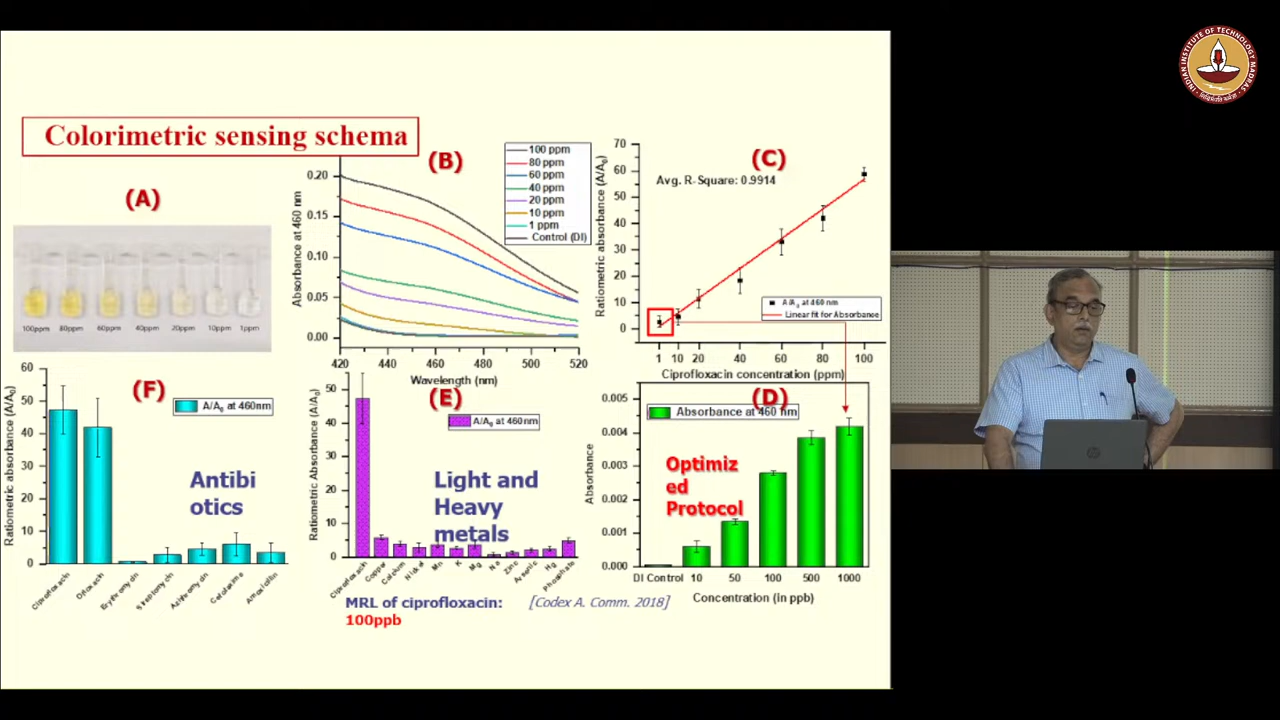 INDIAN INSTITUTE OF TECHNOLOGY MADRAS
Colorimetric sensing schema
(A)
100ppm 80ppm 60ppm 40ppm 20ppm 10ppm 1ppm
(B)
Absorbance at 460 nm
0.20
0.15
0.10
0.05
0.00
100 ppm
80 ppm
60 ppm
40 ppm
20 ppm
10 ppm
1 ppm
Control (DI)
420 440 460 480 500 520
Wavelength (nm)
(C)
Ratiometric absorbance (A/A0)
70
60
50
40
30
20
10
0
Avg. R-Square: 0.9914
A/A0 at 460 nm
Linear fit for Absorbance
1 10 20 40 60 80 100
Ciprofloxacin concentration (ppm)
(F)
Ratiometric absorbance (A/A0)
60
50
40
30
20
10
0
A/A0 at 460nm
Antibi
otics
Ciprofloxacin
Ofloxacin
Erythromycin
Streptomycin
Azithromycin
Cefotaxime
Amoxicillin
(E)
Ratiometric Absorbance (A/A0)
50
40
30
20
10
0
A/A0 at 460nm
Light and
Heavy
metals
Ciprofloxacin
Copper
Calcium
Nickel
Mn
K
Mg
Na
Zinc
Arsenic
Hg
Phosphate
(D)
Absorbance
0.005
0.004
0.003
0.002
0.001
0.000
Absorbance at 460 nm
Optimiz
ed
Protocol
DI Control 10 50 100 500 1000
Concentration (in ppb)
MRL of ciprofloxacin:
100ppb
[Codex A. Comm. 2018]
hp